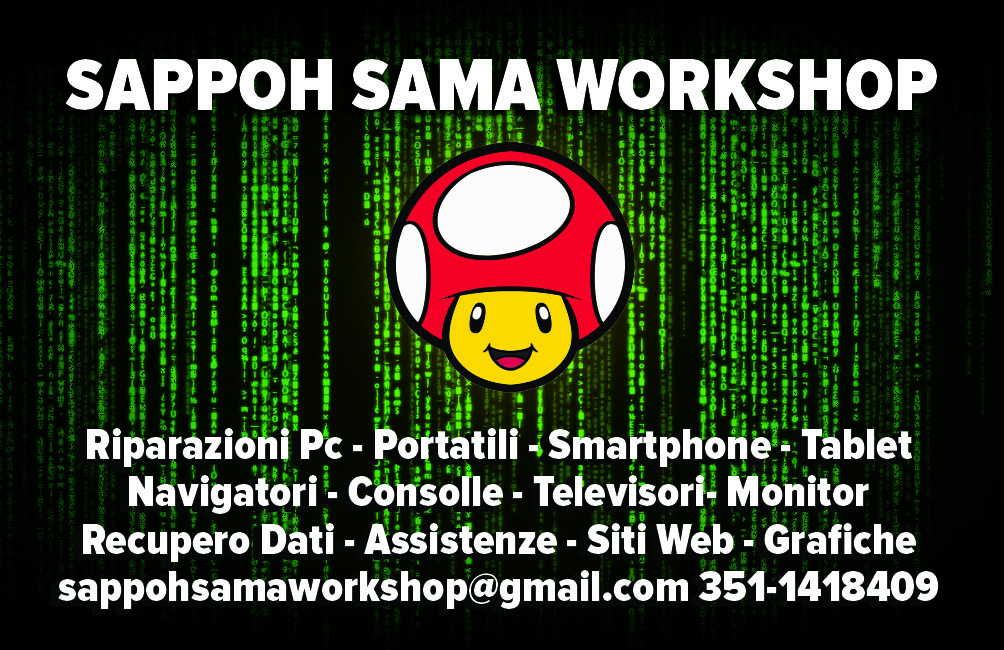 SAPPOH SAMA WORKSHOP
Riparazioni Pc - Portatili - Smartphone - Tablet
Navigatori - Consolle - Televisori- Monitor
Recupero Dati - Assistenze - Siti Web - Grafiche
sappohsamaworkshop@gmail.com 351-1418409